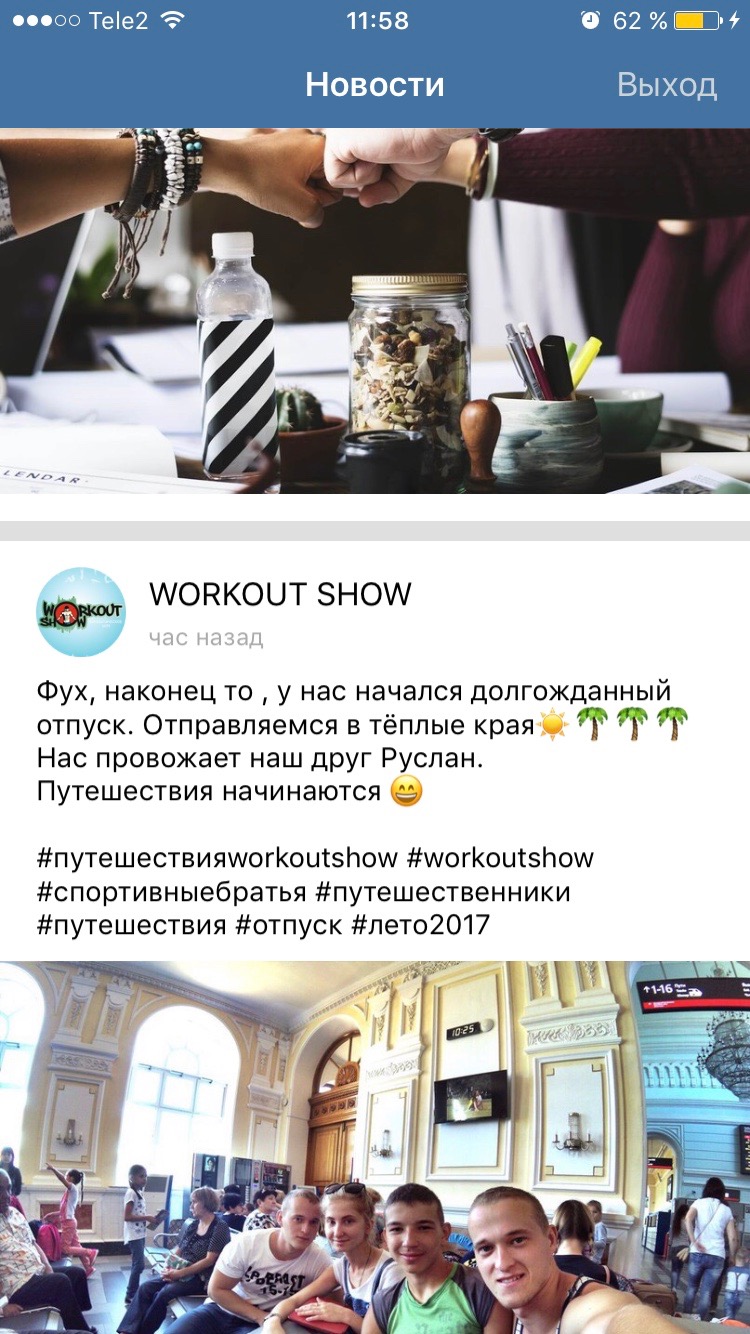 Tele2 11:58 62 %
Новости Выход
LENDAR
WORKOUT SHOW
WORKOUT SHOW
час назад
Фух, наконец то , у нас начался долгожданный
отпуск. Отправляемся в тёплые края☀️🌴🌴🌴
Нас провожает наш друг Руслан.
Путешествия начинаются 😄
#путешествияworkoutshow #workoutshow
#спортивныебратья #путешественники
#путешествия #отпуск #лето2017
↑1-16
10:25